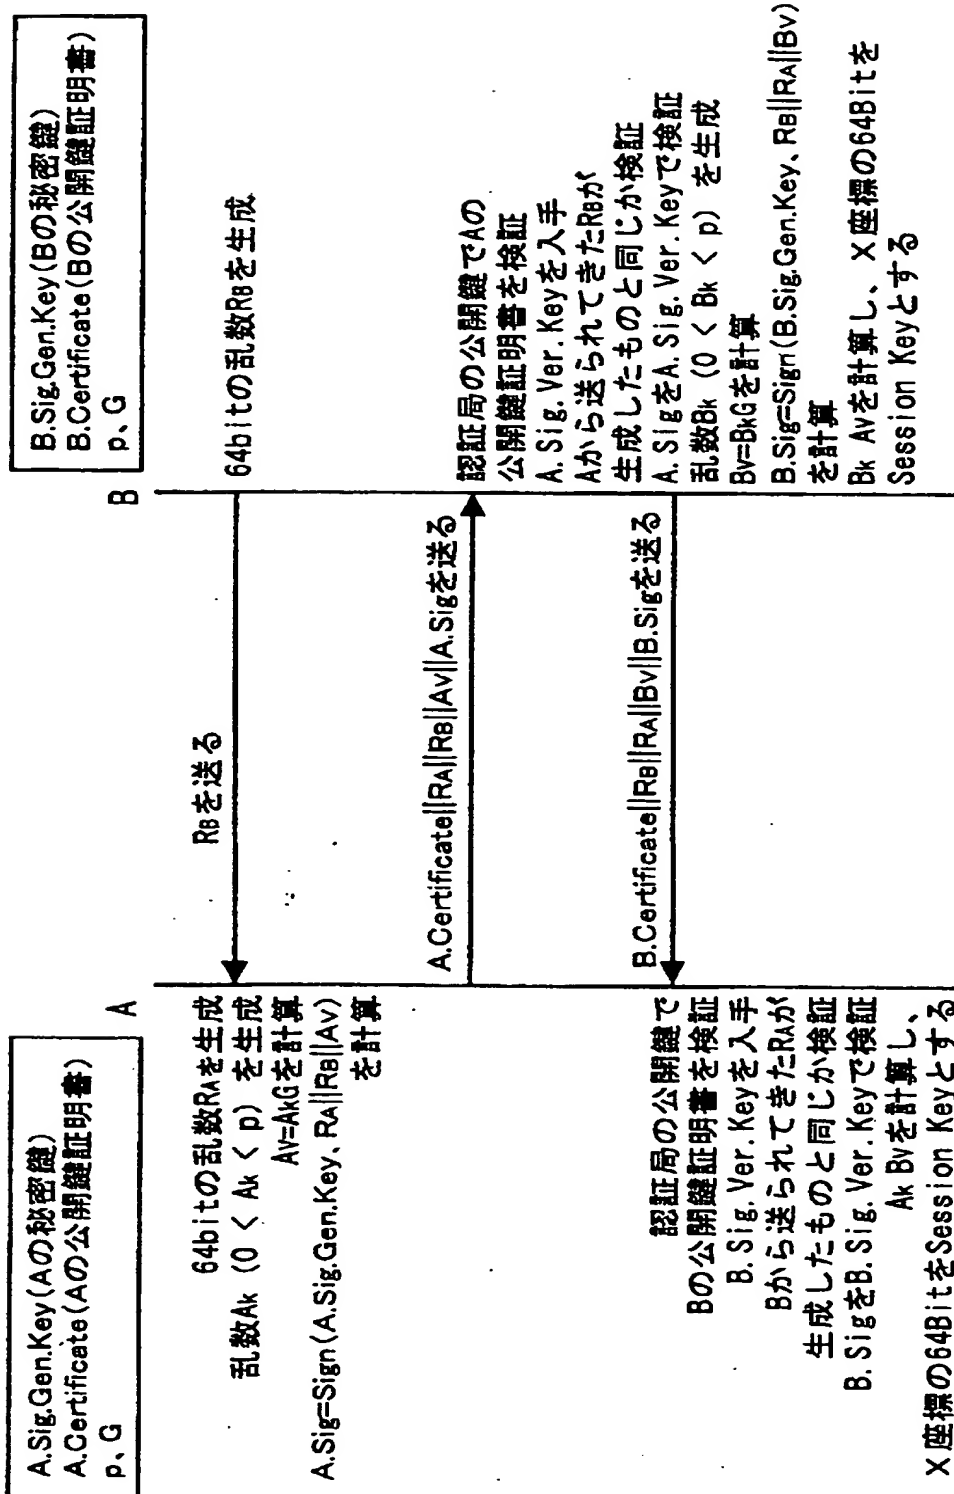 A.Sig.Gen.Key(Aの秘密鍵)
A.Certificate(Aの公開鍵証明書)
p、G
B.Sig.Gen.Key(Bの秘密鍵)
B.Certificate(Bの公開鍵証明書)
p、G
A
B
64bitの乱数RBを生成
RBを送る
64bitの乱数RAを生成
乱数Ak (0 < Ak < p) を生成
Av=AkGを計算
A.Sig=Sign(A.Sig.Gen.Key、RA||RB||Av)
を計算
A.Certificate||RA||RB||Av||A.Sigを送る
認証局の公開鍵でAの
公開鍵証明書を検証
A.Sig.Ver.Keyを入手
Aから送られてきたRBが
生成したものと同じか検証
A.SigをA.Sig.Ver.Keyで検証
乱数Bk (0 < Bk < p) を生成
Bv=BkGを計算
B.Sig=Sign(B.Sig.Gen.Key、RB||RA||Bv)
を計算
Bk Avを計算し、X座標の64Bitを
Session Keyとする
B.Certificate||RB||RA||Bv||B.Sigを送る
認証局の公開鍵で
Bの公開鍵証明書を検証
B.Sig.Ver.Keyを入手
Bから送られてきたRAが
生成したものと同じか検証
B.SigをB.Sig.Ver.Keyで検証
Ak Bvを計算し、
X座標の64BitをSession Keyとする